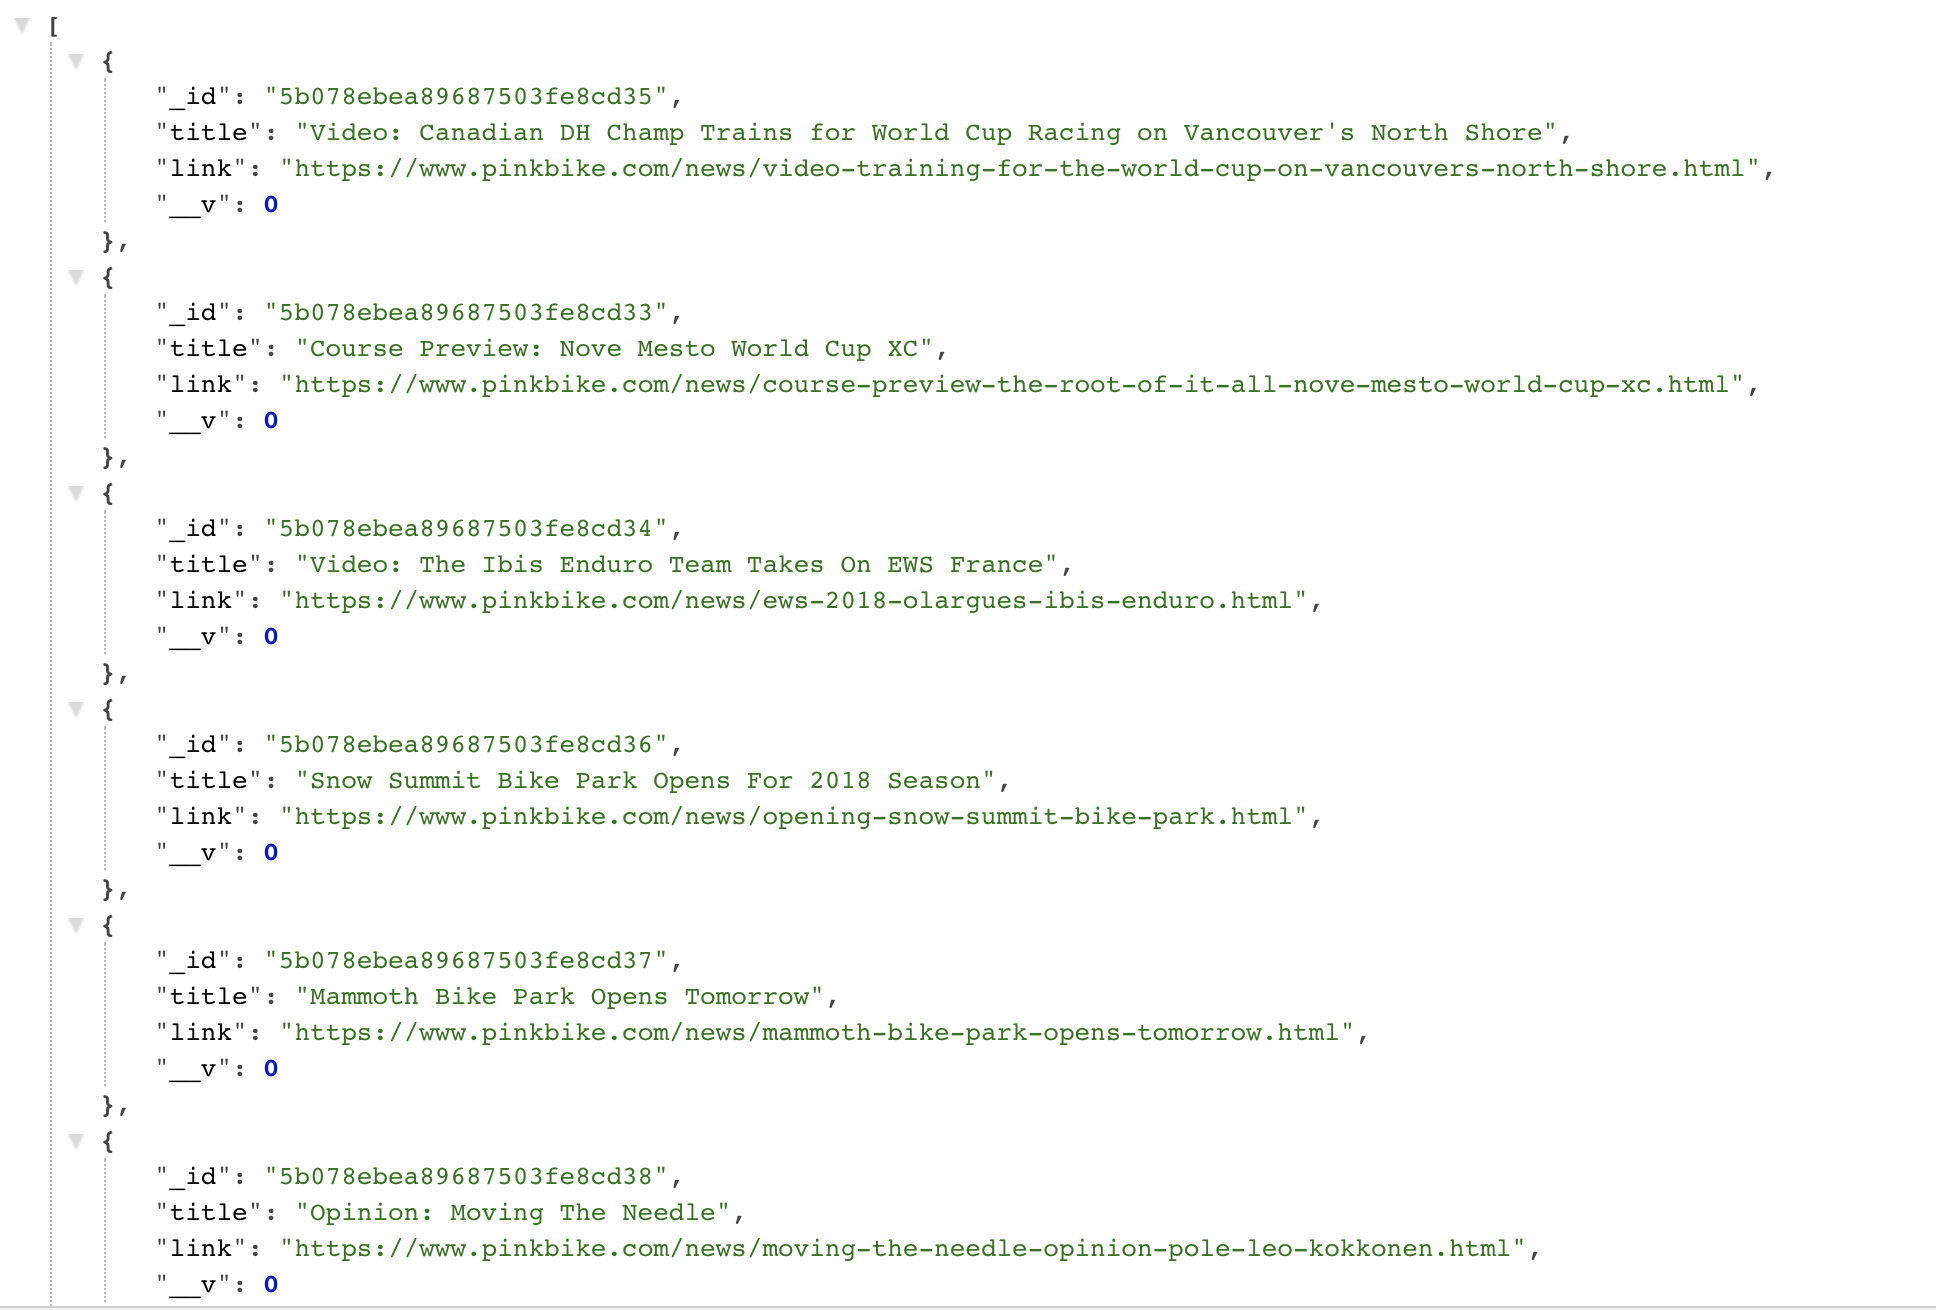 [
{
"_id": "5b078ebea89687503fe8cd35",
"title": "Video: Canadian DH Champ Trains for World Cup Racing on Vancouver's North Shore",
"link": "https://www.pinkbike.com/news/video-training-for-the-world-cup-on-vancouvers-north-shore.html",
"__v": 0
},
{
"_id": "5b078ebea89687503fe8cd33",
"title": "Course Preview: Nove Mesto World Cup XC",
"link": "https://www.pinkbike.com/news/course-preview-the-root-of-it-all-nove-mesto-world-cup-xc.html",
"__v": 0
},
{
"_id": "5b078ebea89687503fe8cd34",
"title": "Video: The Ibis Enduro Team Takes On EWS France",
"link": "https://www.pinkbike.com/news/ews-2018-olargues-ibis-enduro.html",
"__v": 0
},
{
"_id": "5b078ebea89687503fe8cd36",
"title": "Snow Summit Bike Park Opens For 2018 Season",
"link": "https://www.pinkbike.com/news/opening-snow-summit-bike-park.html",
"__v": 0
},
{
"_id": "5b078ebea89687503fe8cd37",
"title": "Mammoth Bike Park Opens Tomorrow",
"link": "https://www.pinkbike.com/news/mammoth-bike-park-opens-tomorrow.html",
"__v": 0
},
{
"_id": "5b078ebea89687503fe8cd38",
"title": "Opinion: Moving The Needle",
"link": "https://www.pinkbike.com/news/moving-the-needle-opinion-pole-leo-kokkonen.html",
"__v": 0